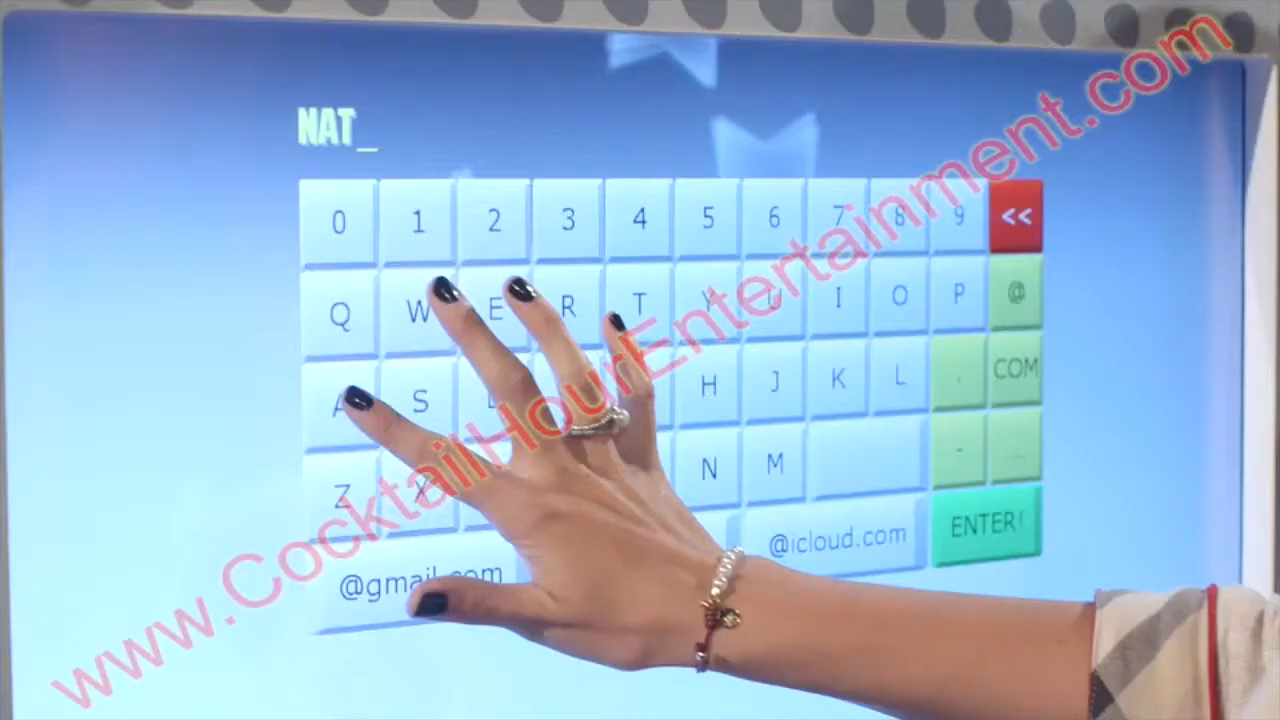 NAT_
0 1 2 3 4 5 6 7 8 9 <<
Q W E R T Y U I O P @
A S H J K L . COM
Z X N M - _
@gmail.com @icloud.com ENTER!
www.CocktailHourEntertainment.com